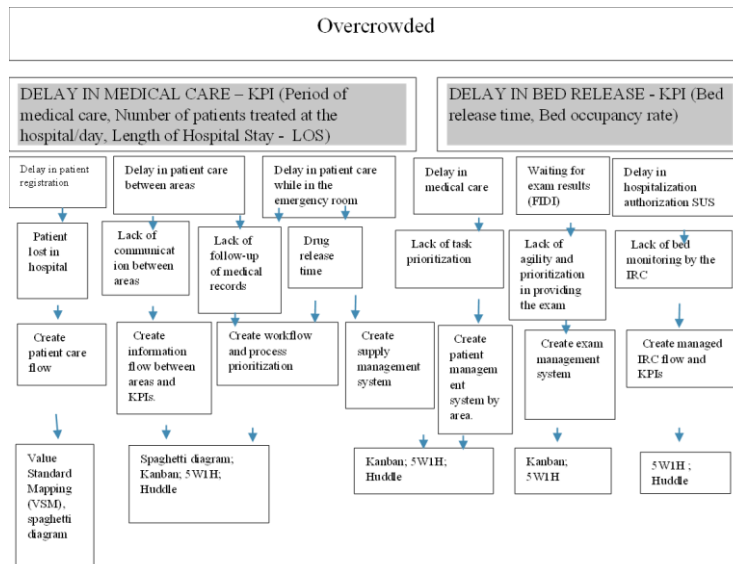 Overcrowded
DELAY IN MEDICAL CARE – KPI (Period of
medical care, Number of patients treated at the
hospital/day, Length of Hospital Stay - LOS)
DELAY IN BED RELEASE - KPI (Bed
release time, Bed occupancy rate)
Delay in patient
registration
Delay in patient care
between areas
Delay in patient care
while in the
emergency room
Delay in
medical care
Waiting for
exam results
(FIDI)
Delay in
hospitalization
authorization SUS
Patient
lost in
hospital
Lack of
communicat
ion between
areas
Lack of
follow-up
of medical
records
Drug
release
time
Lack of task
prioritization
Lack of
agility and
prioritization
in providing
the exam
Lack of bed
monitoring by the
IRC
Create
patient care
flow
Create
information
flow between
areas and
KPIs.
Create workflow
and process
prioritization
Create
supply
management
system
Create
patient
managem
ent
system by
area.
Create exam
management
system
Create managed
IRC flow and
KPIs
Value
Standard
Mapping
(VSM),
spaghetti
diagram
Spaghetti diagram;
Kanban; 5W1H;
Huddle
Kanban; 5W1H;
Huddle
Kanban;
5W1H
5W1H ;
Huddle